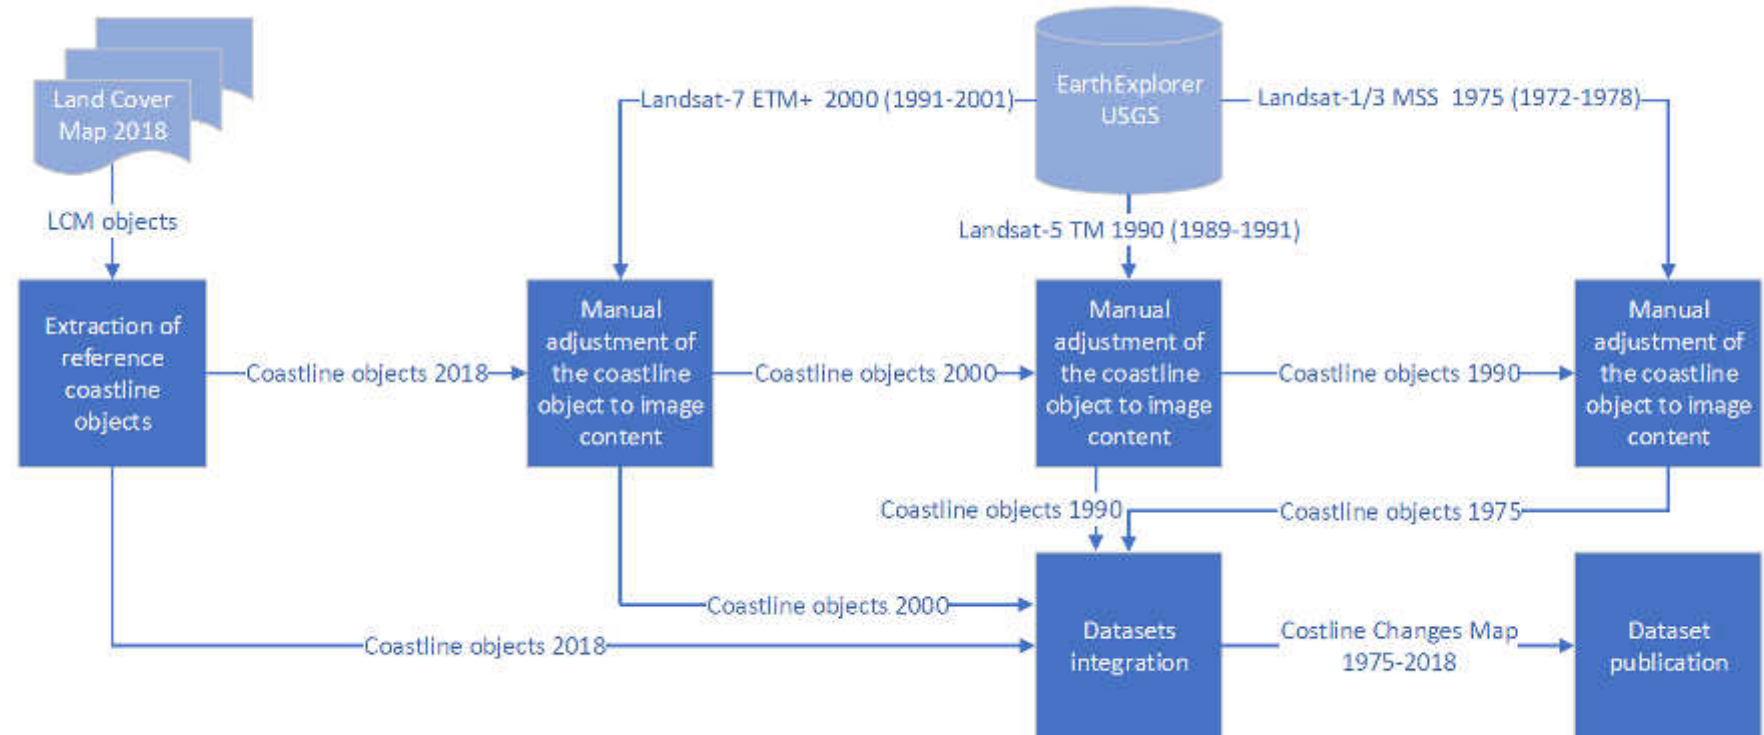 Land Cover
Map 2018
EarthExplorer
USGS
Landsat-7 ETM+ 2000 (1991-2001)
Landsat-1/3 MSS 1975 (1972-1978)
LCM objects
Landsat-5 TM 1990 (1989-1991)
Extraction of
reference
coastline
objects
Coastline objects 2018
Manual
adjustment of
the coastline
object to image
content
Coastline objects 2000
Manual
adjustment of
the coastline
object to image
content
Coastline objects 1990
Manual
adjustment of
the coastline
object to image
content
Coastline objects 1990
Coastline objects 1975
Coastline objects 2000
Coastline objects 2018
Datasets
integration
Costline Changes Map
1975-2018
Dataset
publication